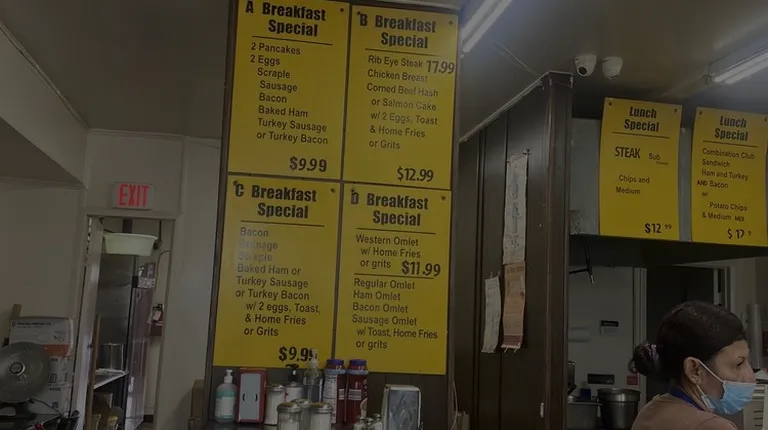 A Breakfast
Special
2 Pancakes
2 Eggs
Scraple
Sausage
Bacon
Baked Ham
Turkey Sausage
or Turkey Bacon
$9.99
B Breakfast
Special
Rib Eye Steak 17.99
Chicken Breast
Corned Beef Hash
or Salmon Cake
w/ 2 Eggs, Toast
& Home Fries
or Grits
$12.99
C Breakfast
Special
Bacon
Sausage
Scraple
Baked Ham or
Turkey Sausage
or Turkey Bacon
w/ 2 eggs, Toast,
& Home Fries
or Grits
$9.99
D Breakfast
Special
Western Omlet
w/ Home Fries
or grits $11.99
Regular Omlet
Ham Omlet
Bacon Omlet
Sausage Omlet
w/ Toast, Home Fries
or grits
EXIT
Lunch
Special
STEAK Sub
Chips and
Medium
$12.99
Lunch
Special
Combination Club
Sandwich
Ham and Turkey
AND Bacon
w/
Potato Chips
& Medium